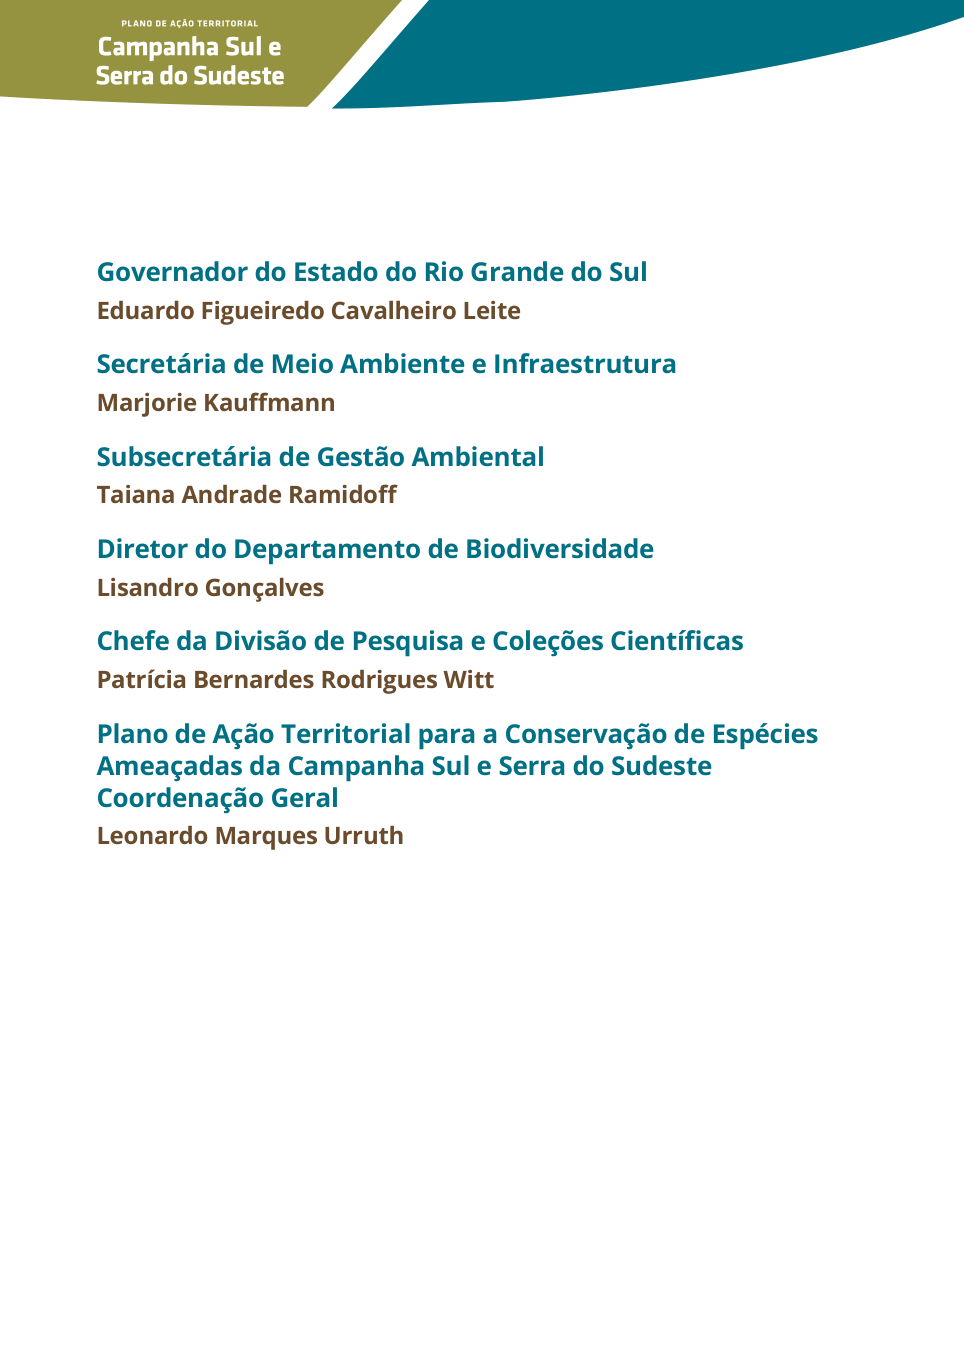 PLANO DE AÇÃO TERRITORIAL
Campanha Sul e
Serra do Sudeste
Governador do Estado do Rio Grande do Sul
Eduardo Figueiredo Cavalheiro Leite
Secretária de Meio Ambiente e Infraestrutura
Marjorie Kauffmann
Subsecretária de Gestão Ambiental
Taiana Andrade Ramidoff
Diretor do Departamento de Biodiversidade
Lisandro Gonçalves
Chefe da Divisão de Pesquisa e Coleções Científicas
Patrícia Bernardes Rodrigues Witt
Plano de Ação Territorial para a Conservação de Espécies
Ameaçadas da Campanha Sul e Serra do Sudeste
Coordenação Geral
Leonardo Marques Urruth